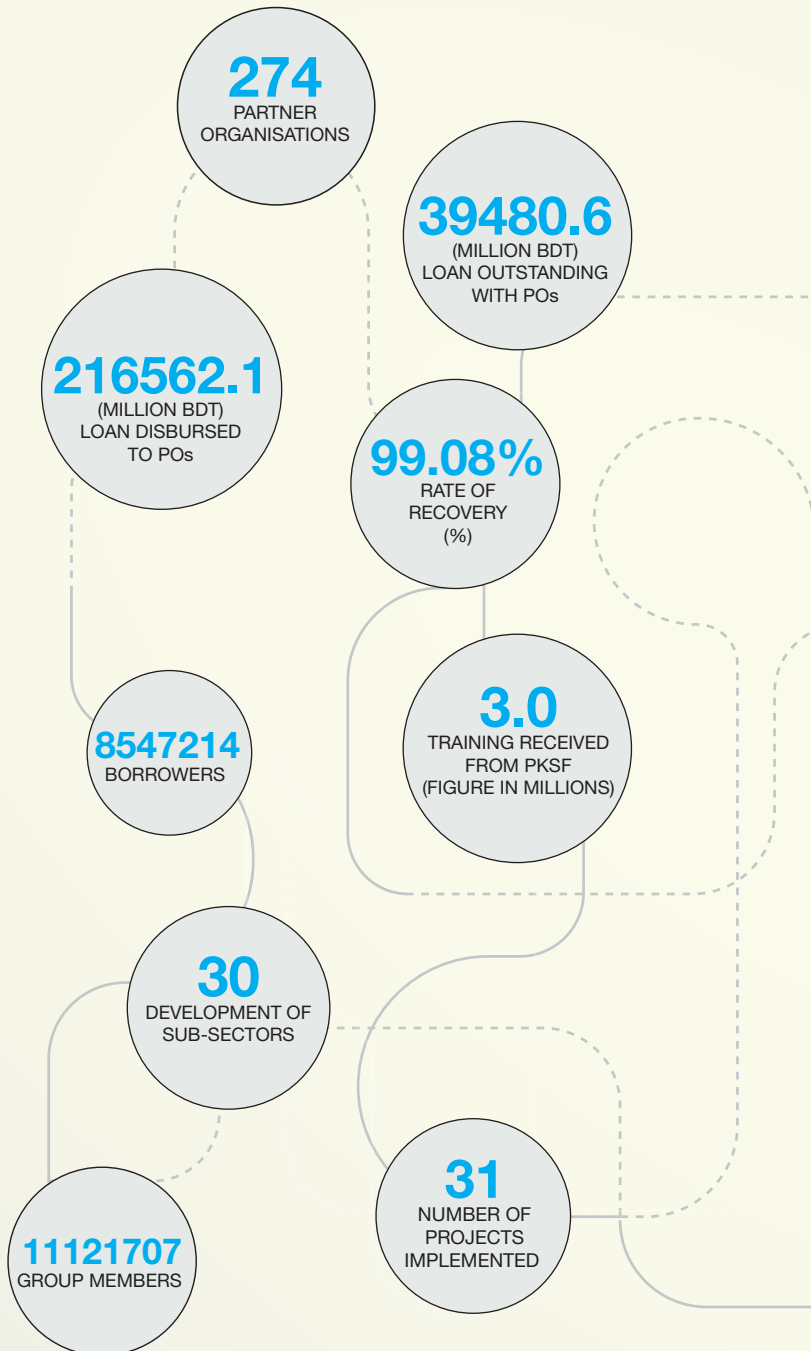 274
PARTNER
ORGANISATIONS
39480.6
(MILLION BDT)
LOAN OUTSTANDING
WITH POs
216562.1
(MILLION BDT)
LOAN DISBURSED
TO POs
99.08%
RATE OF
RECOVERY
(%)
8547214
BORROWERS
3.0
TRAINING RECEIVED
FROM PKSF
(FIGURE IN MILLIONS)
30
DEVELOPMENT OF
SUB-SECTORS
31
NUMBER OF
PROJECTS
IMPLEMENTED
11121707
GROUP MEMBERS